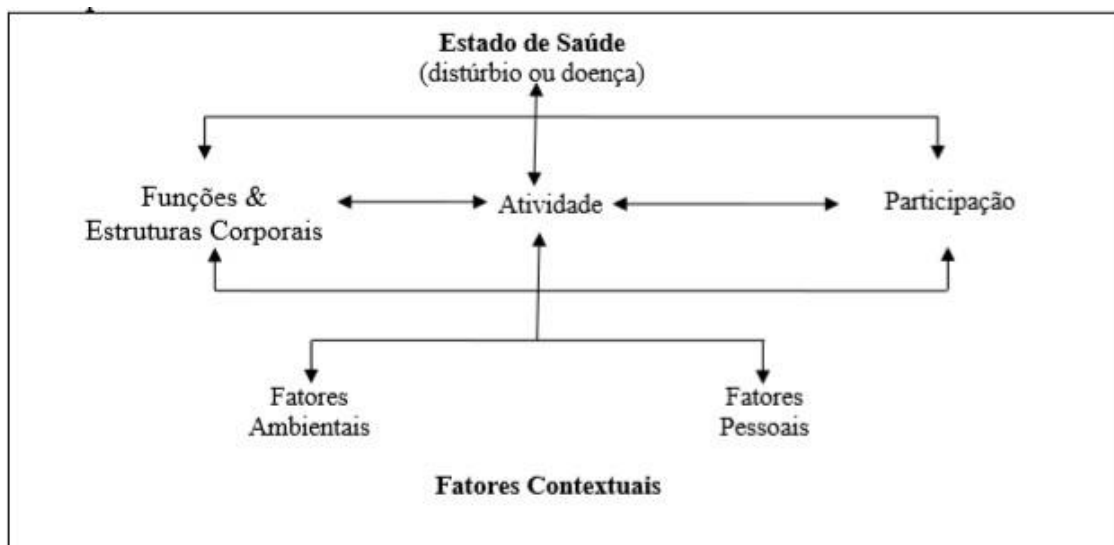 Estado de Saúde
(distúrbio ou doença)
Funções &
Estruturas Corporais
Atividade
Participação
Fatores
Ambientais
Fatores
Pessoais
Fatores Contextuais